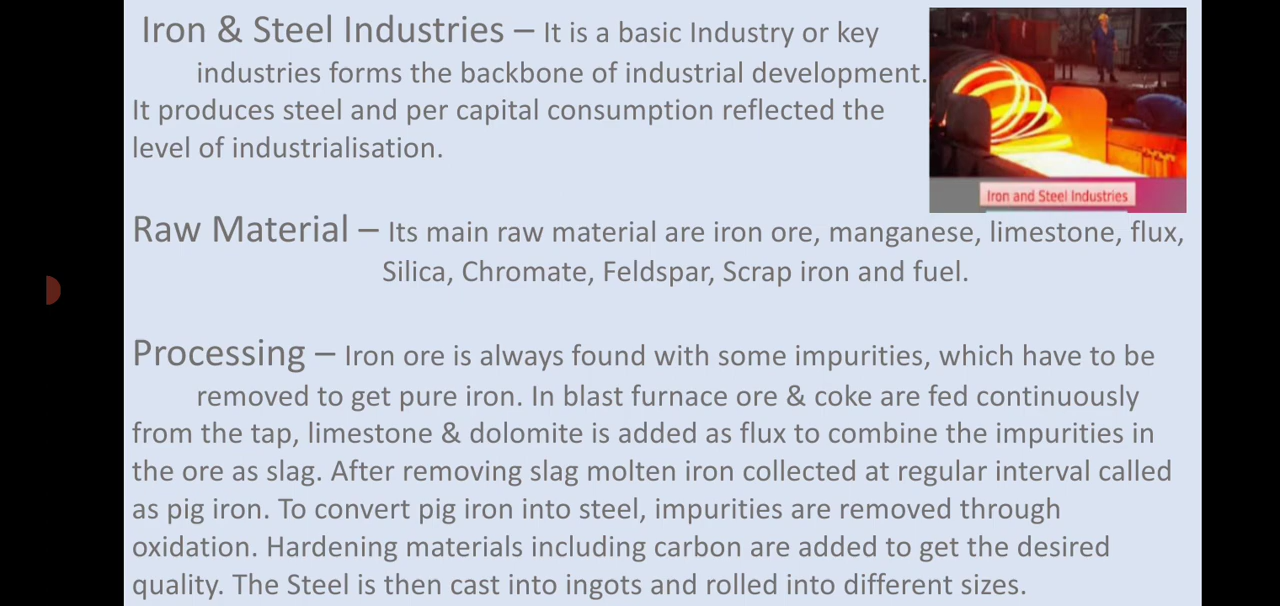 Iron & Steel Industries – It is a basic Industry or key
industries forms the backbone of industrial development.
It produces steel and per capital consumption reflected the
level of industrialisation.
Iron and Steel Industries
Raw Material – Its main raw material are iron ore, manganese, limestone, flux,
Silica, Chromate, Feldspar, Scrap iron and fuel.
Processing – Iron ore is always found with some impurities, which have to be
removed to get pure iron. In blast furnace ore & coke are fed continuously
from the tap, limestone & dolomite is added as flux to combine the impurities in
the ore as slag. After removing slag molten iron collected at regular interval called
as pig iron. To convert pig iron into steel, impurities are removed through
oxidation. Hardening materials including carbon are added to get the desired
quality. The Steel is then cast into ingots and rolled into different sizes.